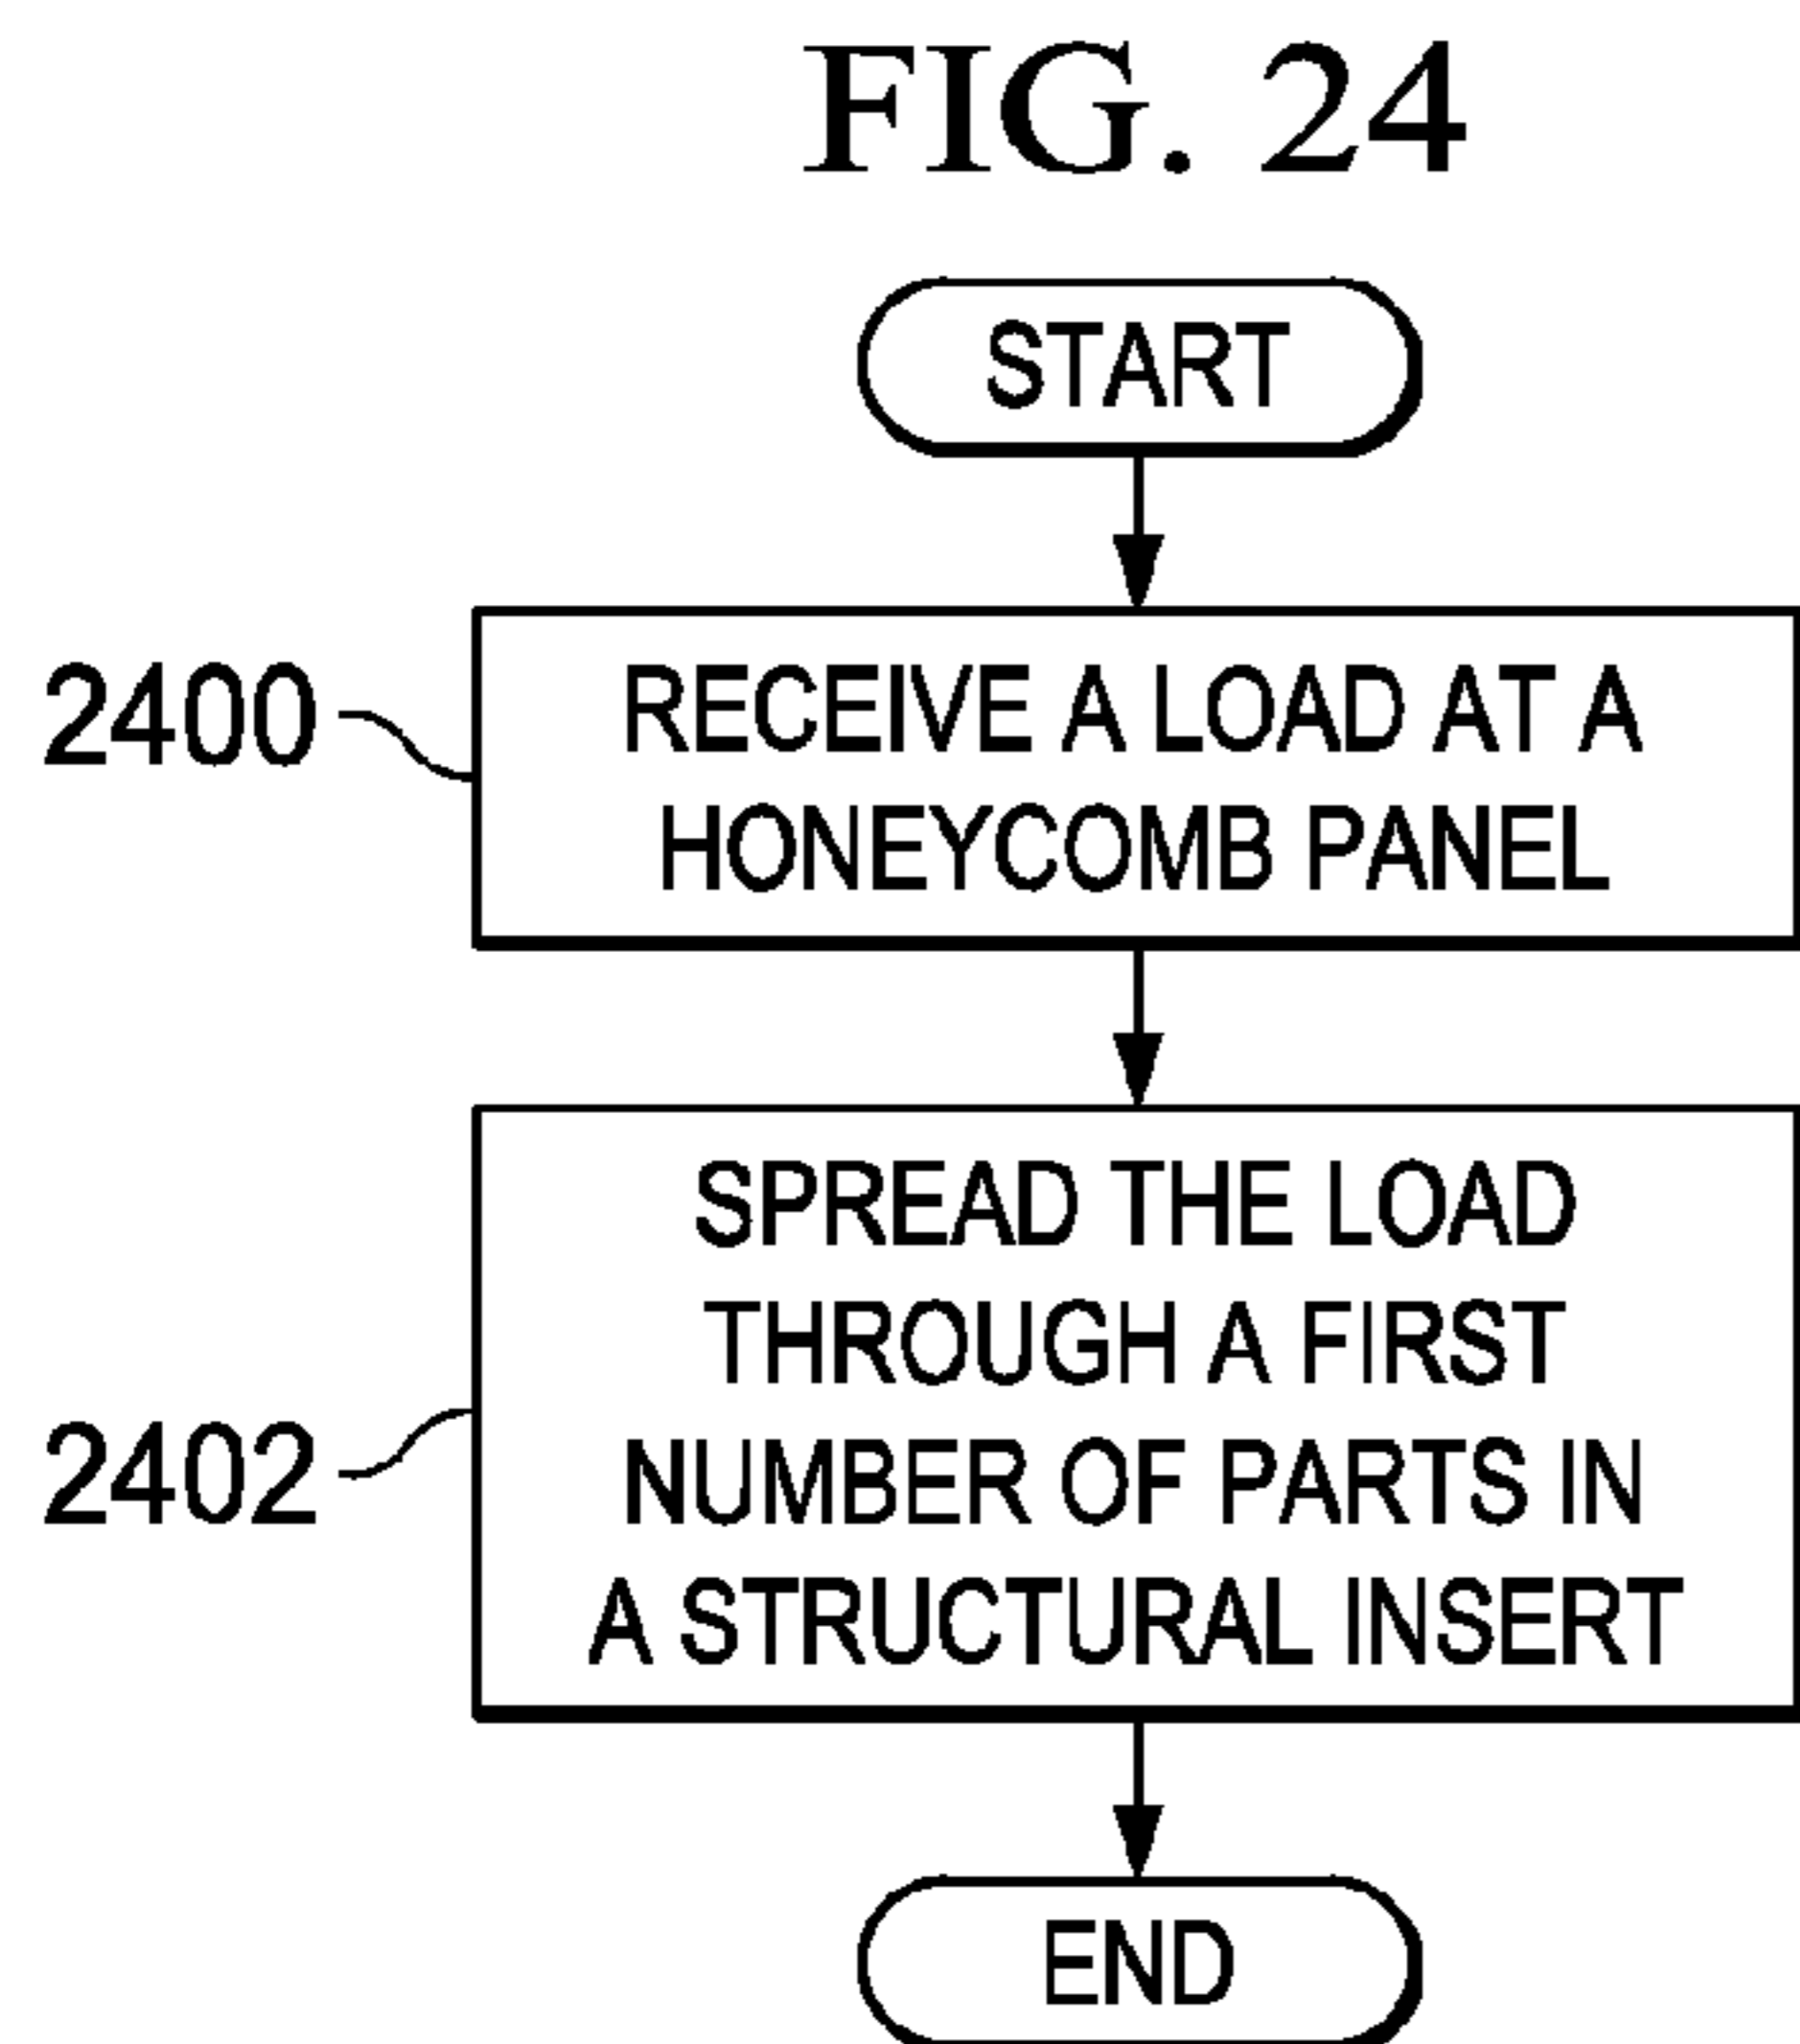 FIG. 24
START
2400
RECEIVE A LOAD AT A
HONEYCOMB PANEL
2402
SPREAD THE LOAD
THROUGH A FIRST
NUMBER OF PARTS IN
A STRUCTURAL INSERT
END